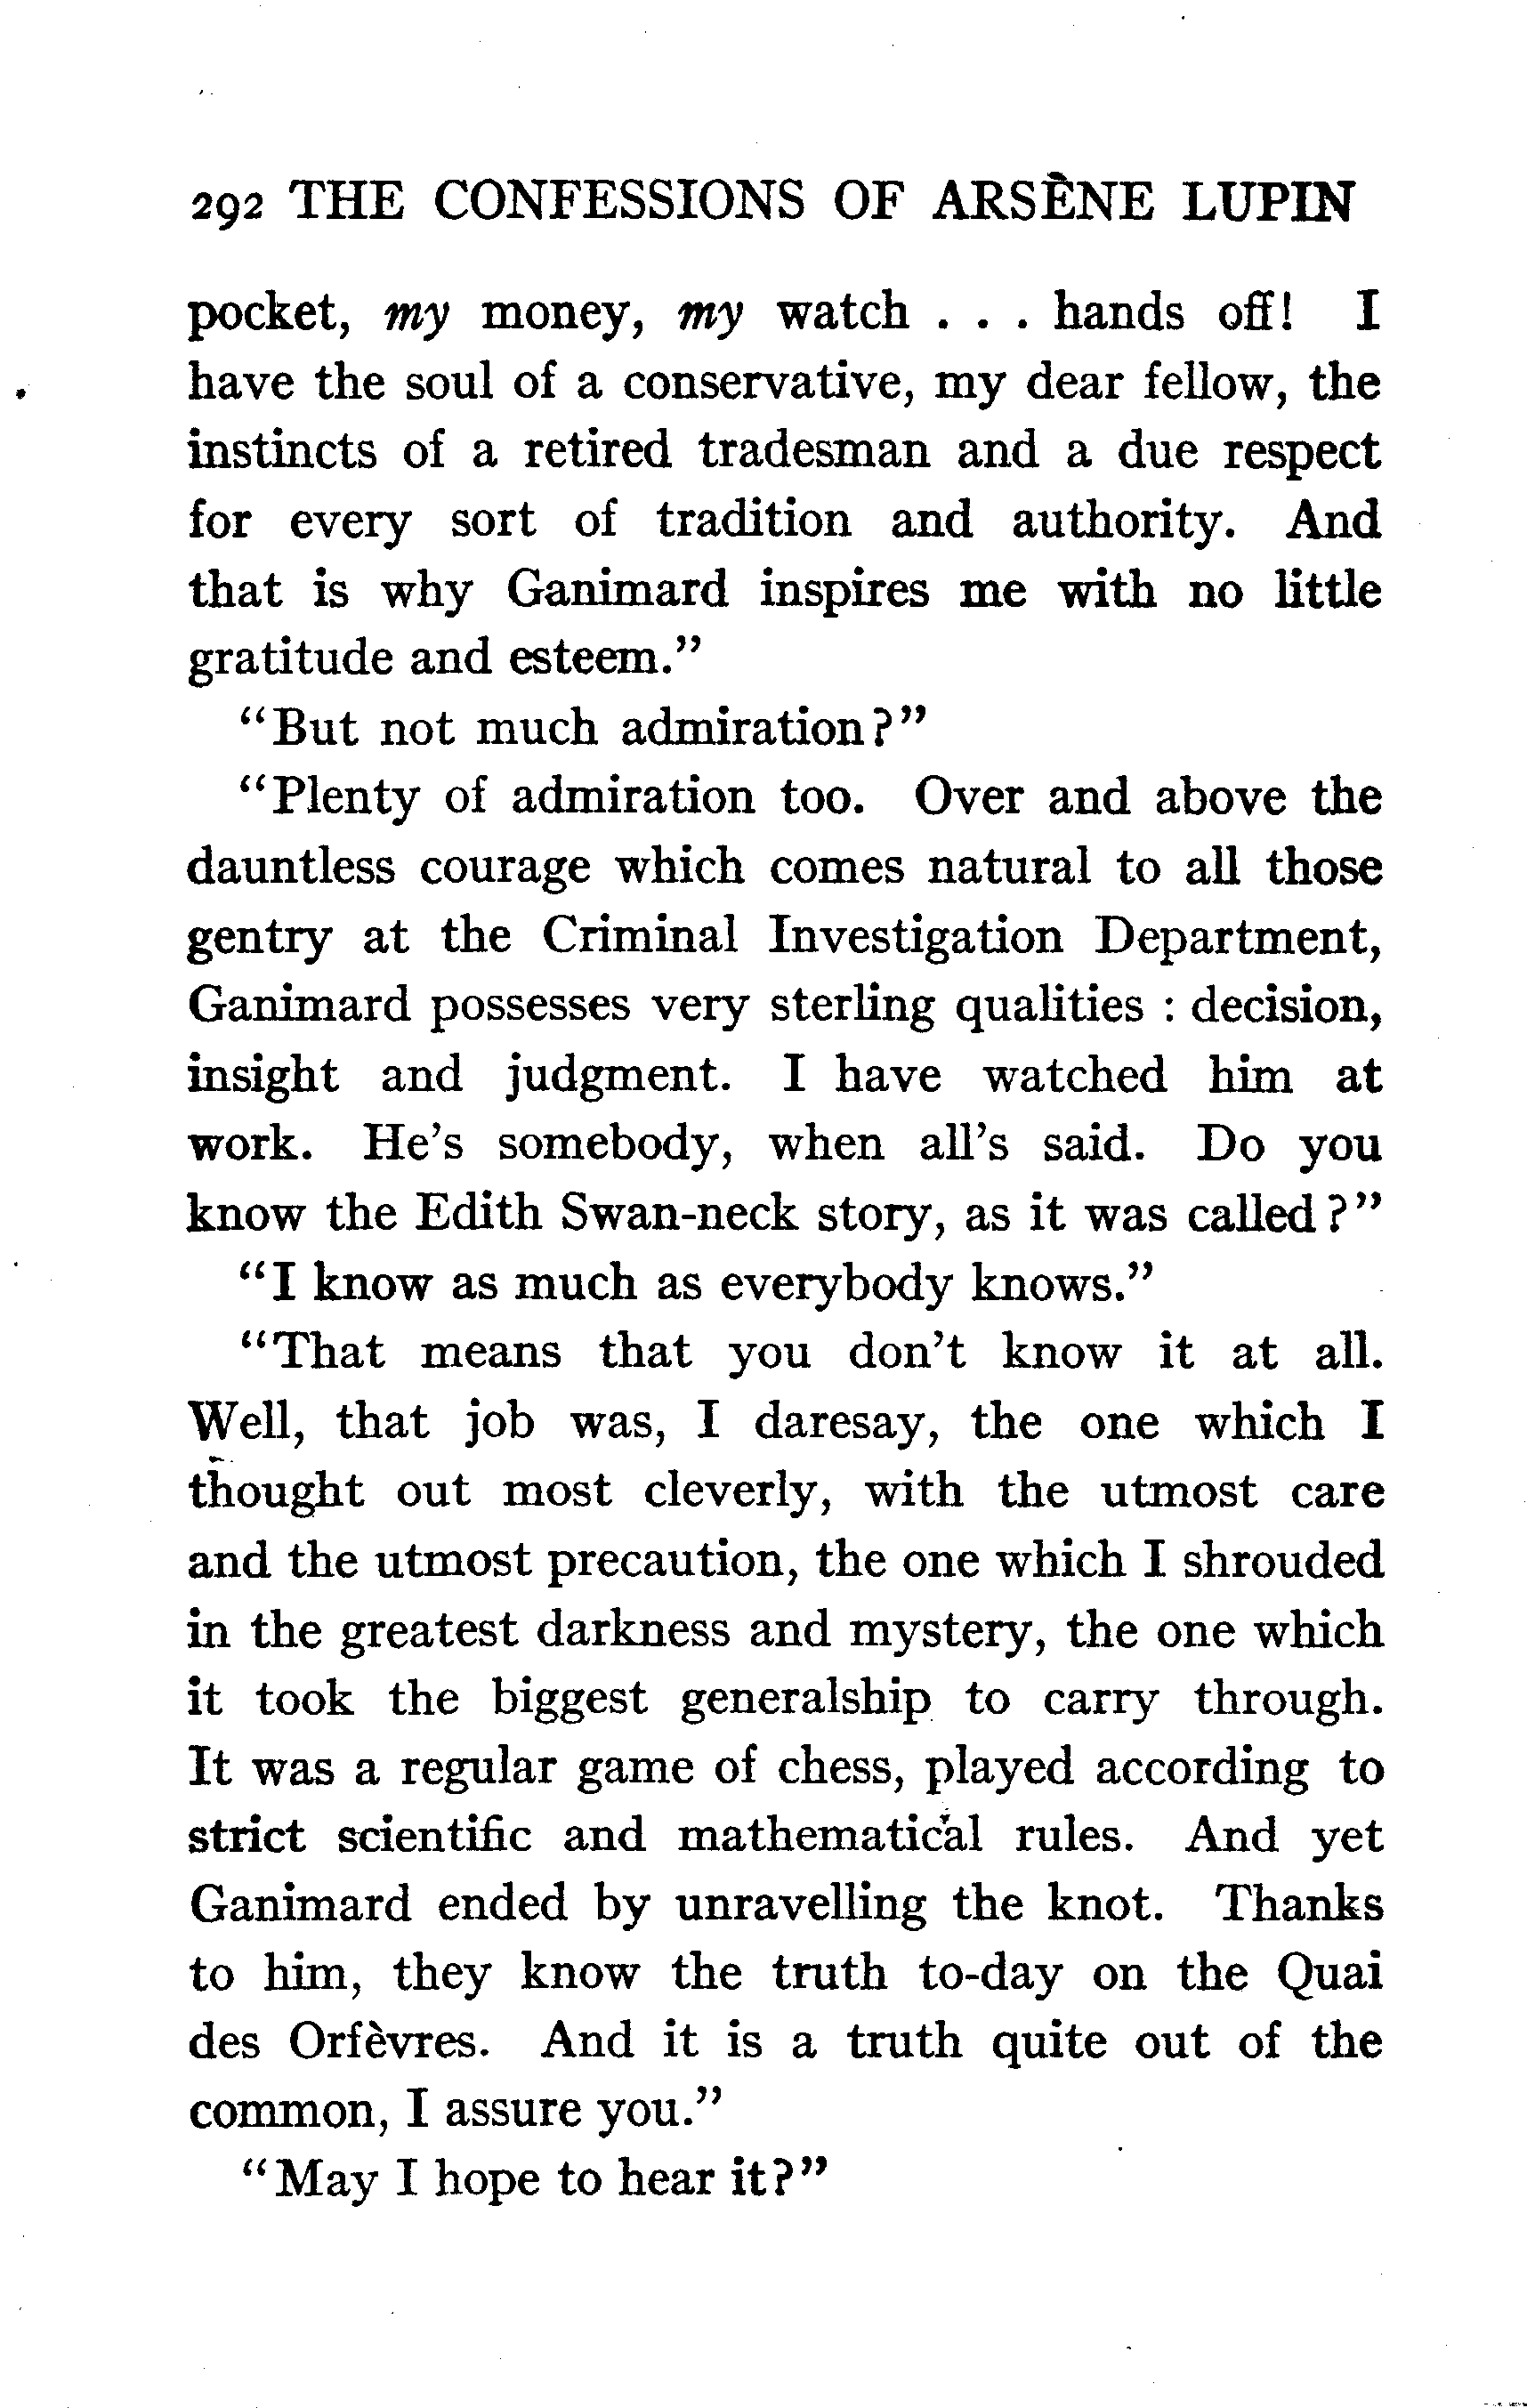 292 THE CONFESSIONS OF ARSÈNE LUPIN
pocket, my money, my watch . . . hands off! I
have the soul of a conservative, my dear fellow, the
instincts of a retired tradesman and a due respect
for every sort of tradition and authority. And
that is why Ganimard inspires me with no little
gratitude and esteem.”
“But not much admiration?”
“Plenty of admiration too. Over and above the
dauntless courage which comes natural to all those
gentry at the Criminal Investigation Department,
Ganimard possesses very sterling qualities : decision,
insight and judgment. I have watched him at
work. He’s somebody, when all’s said. Do you
know the Edith Swan-neck story, as it was called?”
“I know as much as everybody knows.”
“That means that you don’t know it at all.
Well, that job was, I daresay, the one which I
thought out most cleverly, with the utmost care
and the utmost precaution, the one which I shrouded
in the greatest darkness and mystery, the one which
it took the biggest generalship to carry through.
It was a regular game of chess, played according to
strict scientific and mathematical rules. And yet
Ganimard ended by unravelling the knot. Thanks
to him, they know the truth to-day on the Quai
des Orfèvres. And it is a truth quite out of the
common, I assure you.”
“May I hope to hear it?”